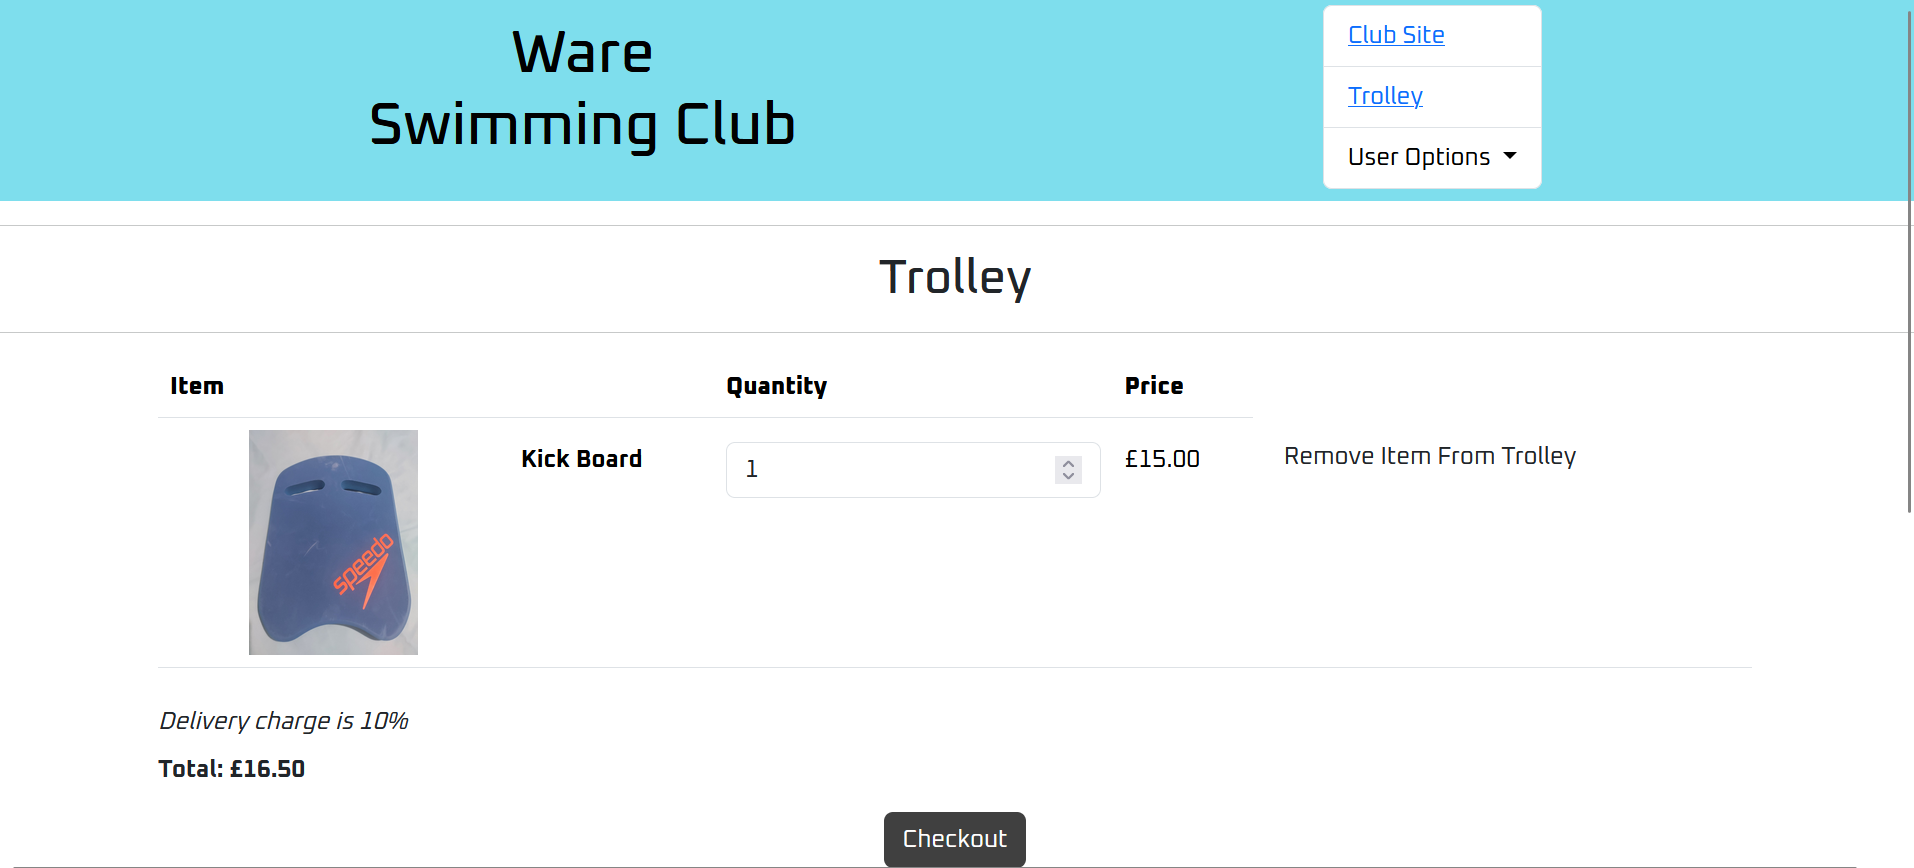 Ware
Swimming Club
Club Site
Trolley
User Options
Trolley
Item Quantity Price
speedo
Kick Board 1 £15.00 Remove Item From Trolley
Delivery charge is 10%
Total: £16.50
Checkout